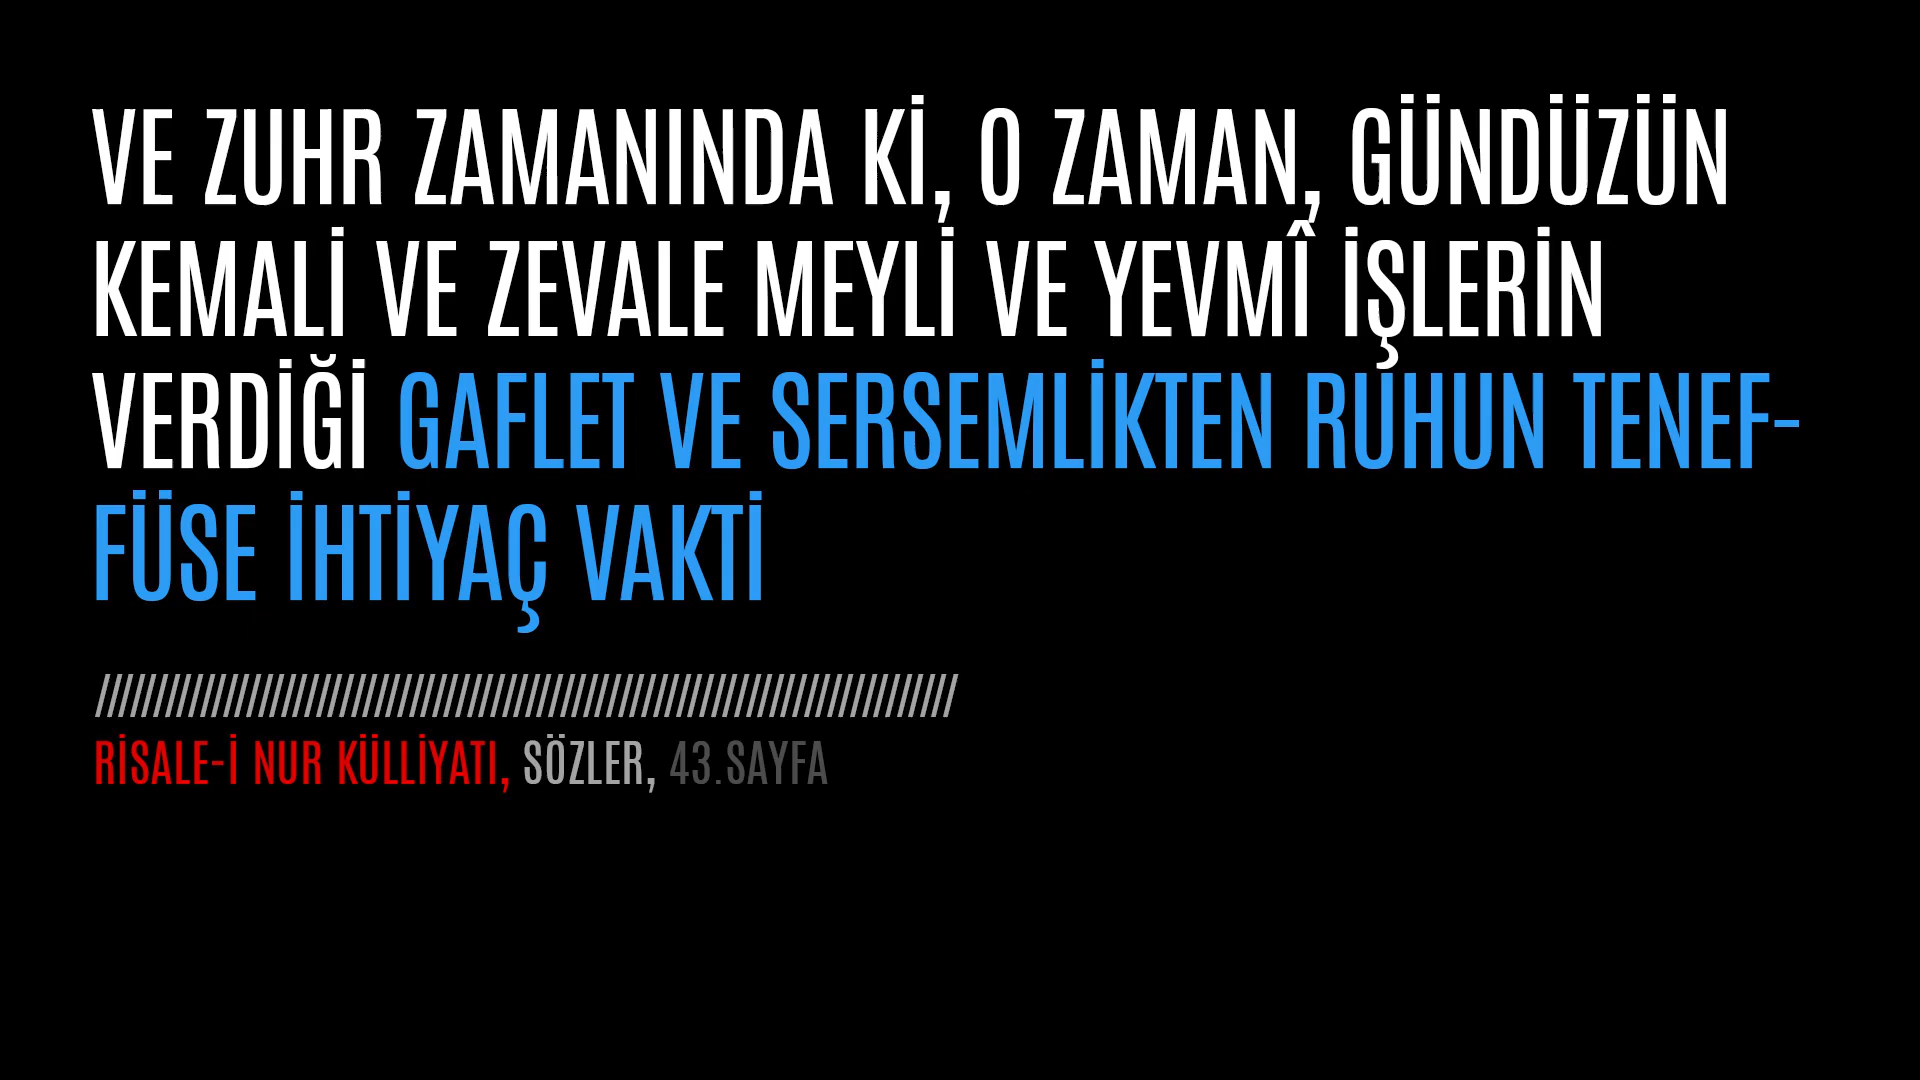 VE ZUHR ZAMANINDA Kİ, O ZAMAN, GÜNDÜZÜN
KEMALİ VE ZEVALE MEYLİ VE YEVMÎ İŞLERİN
VERDİĞİ GAFLET VE SERSEMLİKTEN RUHUN TENEF-
FÜSE İHTİYAÇ VAKTİ
//////////////////////////////////////////////////////////////////////////
RİSALE-İ NUR KÜLLİYATI, SÖZLER, 43.SAYFA